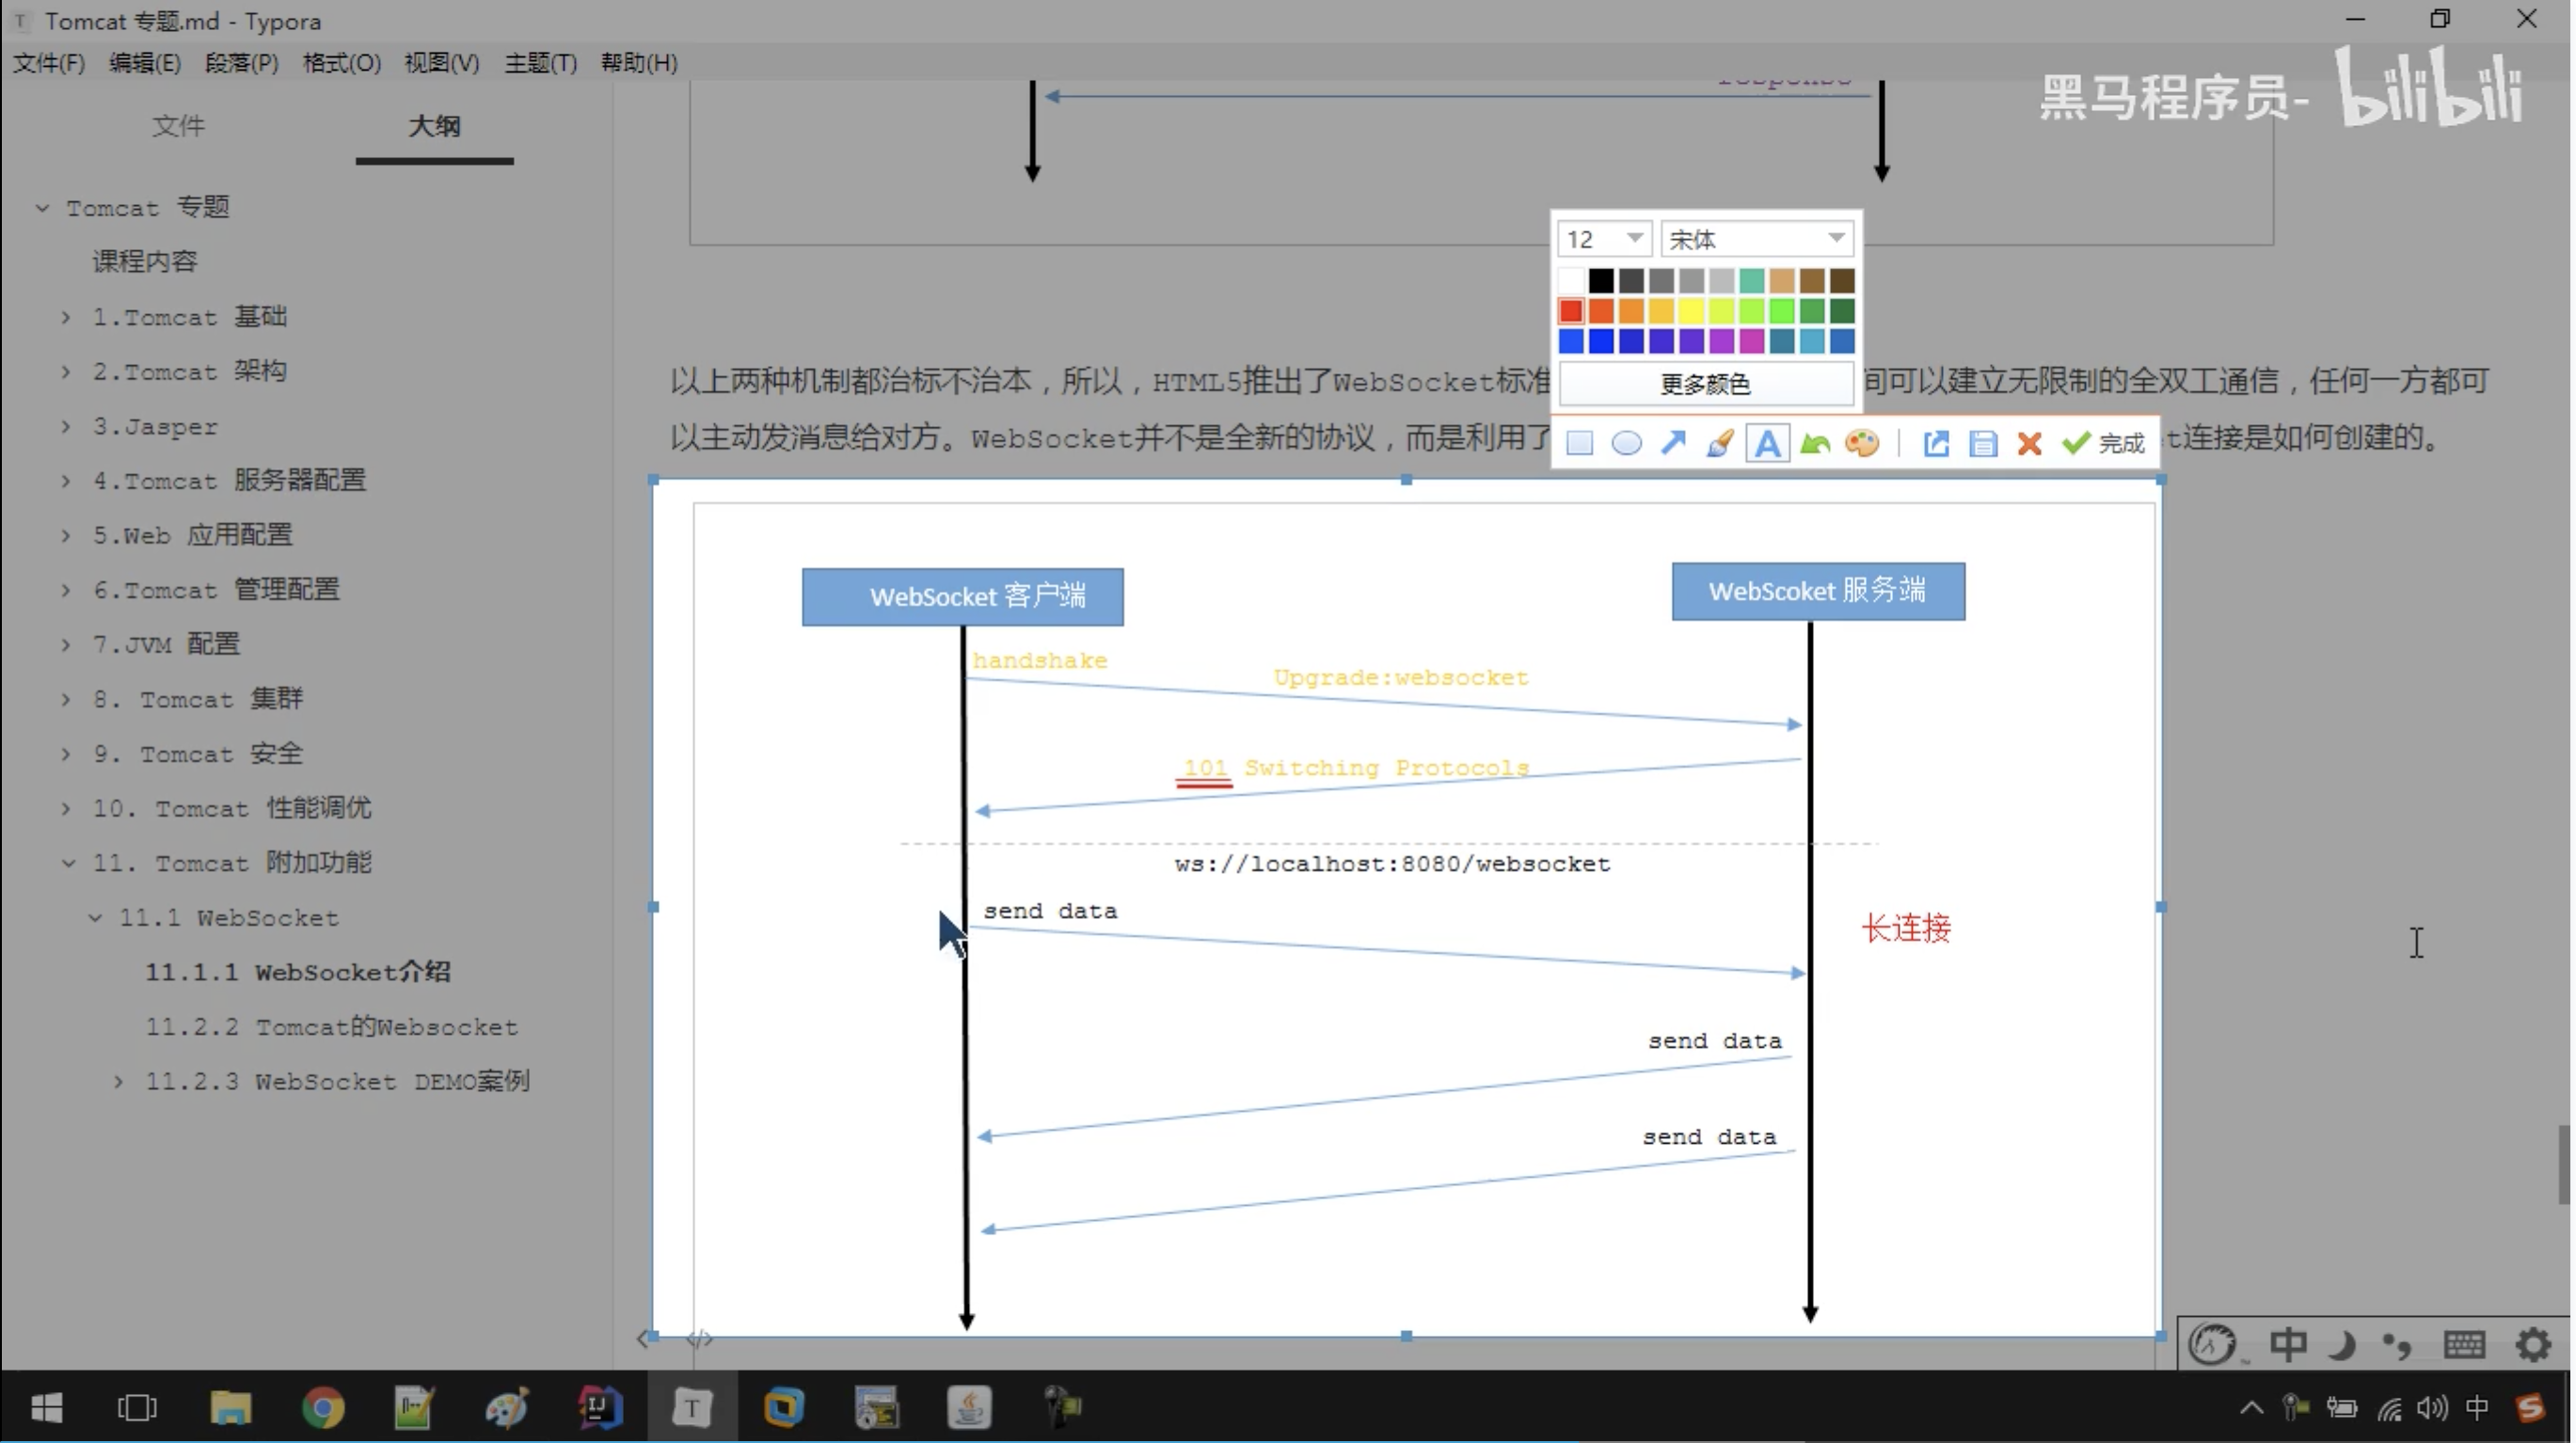 Tomcat 专题.md - Typora
文件(F) 编辑(E) 段落(P) 格式(O) 视图(V) 主题(T) 帮助(H)
黑马程序员- bilibili
文件 大纲
Tomcat 专题
课程内容
1.Tomcat 基础
2.Tomcat 架构
3.Jasper
4.Tomcat 服务器配置
5.Web 应用配置
6.Tomcat 管理配置
7.JVM 配置
8. Tomcat 集群
9. Tomcat 安全
10. Tomcat 性能调优
11. Tomcat 附加功能
11.1 WebSocket
11.1.1 WebSocket介绍
11.2.2 Tomcat的Websocket
11.2.3 WebSocket DEMO案例
response
12 宋体
更多颜色
完成
以上两种机制都治标不治本，所以，HTML5推出了WebSocket标准 间可以建立无限制的全双工通信，任何一方都可
以主动发消息给对方。WebSocket并不是全新的协议，而是利用了 t连接是如何创建的。
WebSocket 客户端 WebScoket 服务端
handshake
Upgrade:websocket
101 Switching Protocols
ws://localhost:8080/websocket
send data
长连接
send data
send data
中
中